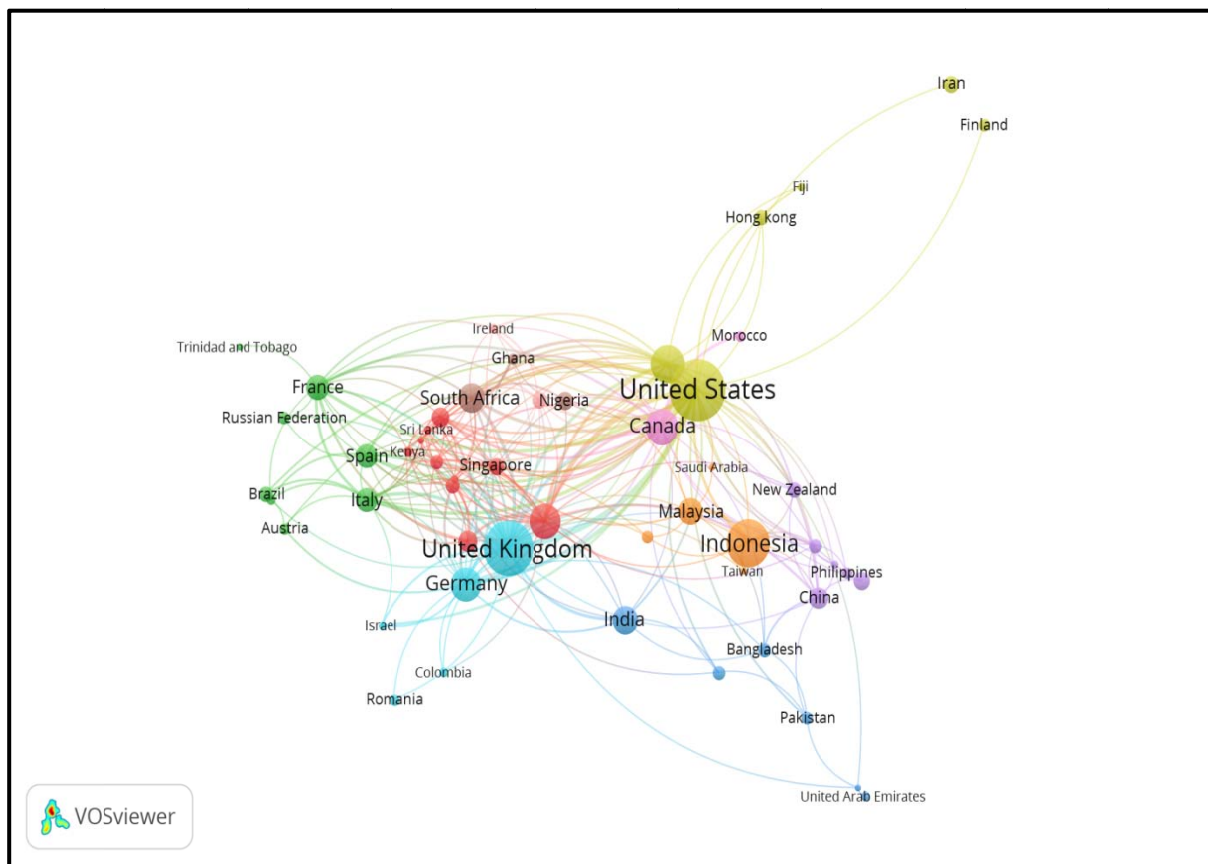 Iran
Finland
Fiji
Hong kong
Morocco
Ireland
Trinidad and Tobago
Ghana
France
United States
South Africa
Nigeria
Russian Federation
Canada
Sri Lanka
Kenya
Spain
Singapore
Saudi Arabia
New Zealand
Brazil
Italy
Malaysia
Austria
United Kingdom
Indonesia
Taiwan
Philippines
Germany
China
India
Israel
Bangladesh
Colombia
Romania
Pakistan
United Arab Emirates
VOSviewer